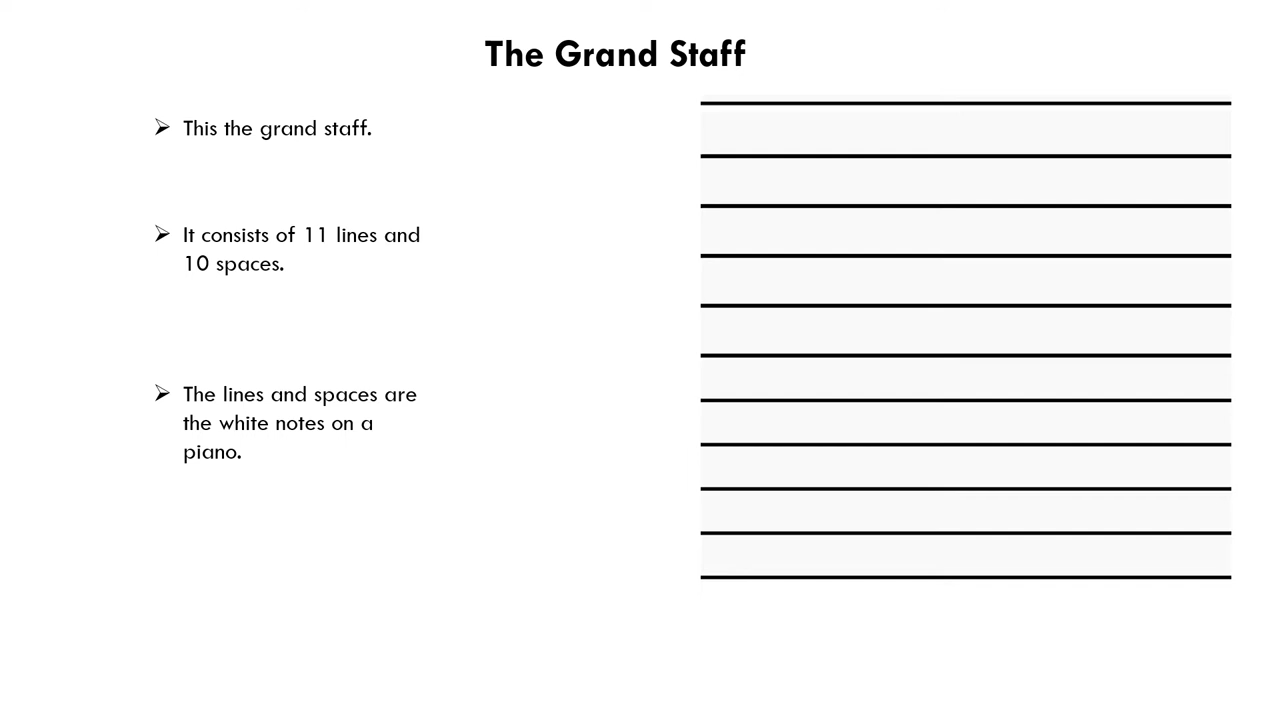 The Grand Staff
➢ This the grand staff.
➢ It consists of 11 lines and
10 spaces.
➢ The lines and spaces are
the white notes on a
piano.